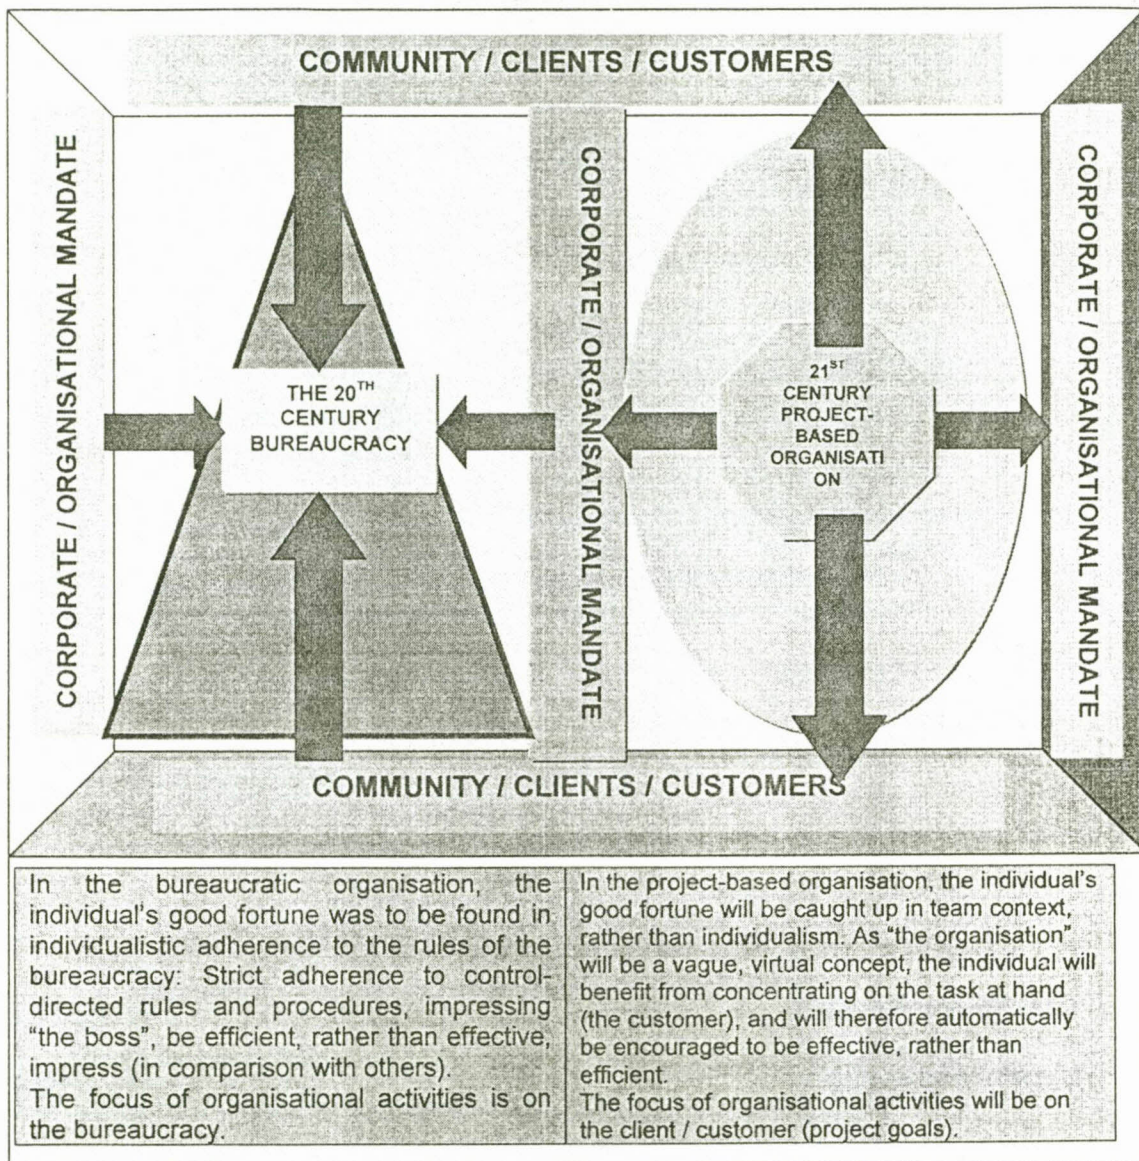 COMMUNITY / CLIENTS / CUSTOMERS
CORPORATE / ORGANISATIONAL MANDATE
THE 20TH
CENTURY
BUREAUCRACY
CORPORATE / ORGANISATIONAL MANDATE
21ST
CENTURY
PROJECT-
BASED
ORGANISATI
ON
CORPORATE / ORGANISATIONAL MANDATE
COMMUNITY / CLIENTS / CUSTOMERS
In the bureaucratic organisation, the
individual's good fortune was to be found in
individualistic adherence to the rules of the
bureaucracy: Strict adherence to control-
directed rules and procedures, impressing
“the boss”, be efficient, rather than effective,
impress (in comparison with others).
The focus of organisational activities is on
the bureaucracy.
In the project-based organisation, the individual's
good fortune will be caught up in team context,
rather than individualism. As “the organisation”
will be a vague, virtual concept, the individual will
benefit from concentrating on the task at hand
(the customer), and will therefore automatically
be encouraged to be effective, rather than
efficient.
The focus of organisational activities will be on
the client / customer (project goals).